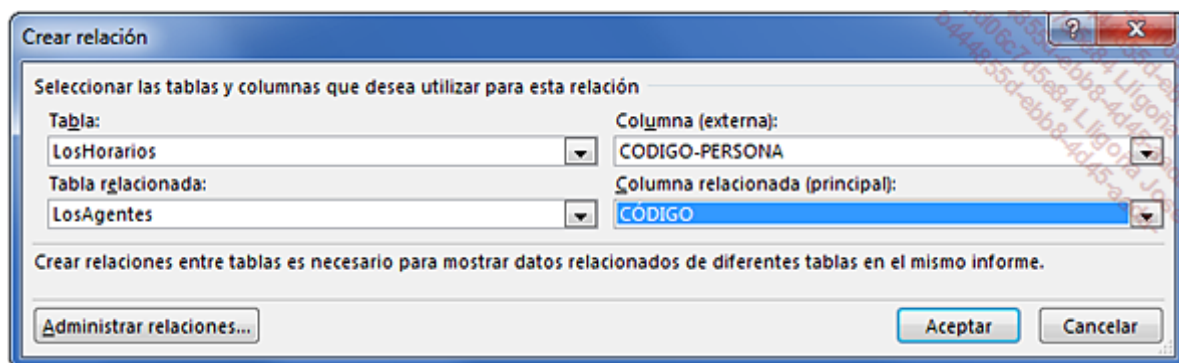 Crear relación
Seleccionar las tablas y columnas que desea utilizar para esta relación
Tabla: Columna (externa):
LosHorarios CODIGO-PERSONA
Tabla relacionada: Columna relacionada (principal):
LosAgentes CÓDIGO
Crear relaciones entre tablas es necesario para mostrar datos relacionados de diferentes tablas en el mismo informe.
Administrar relaciones... Aceptar Cancelar